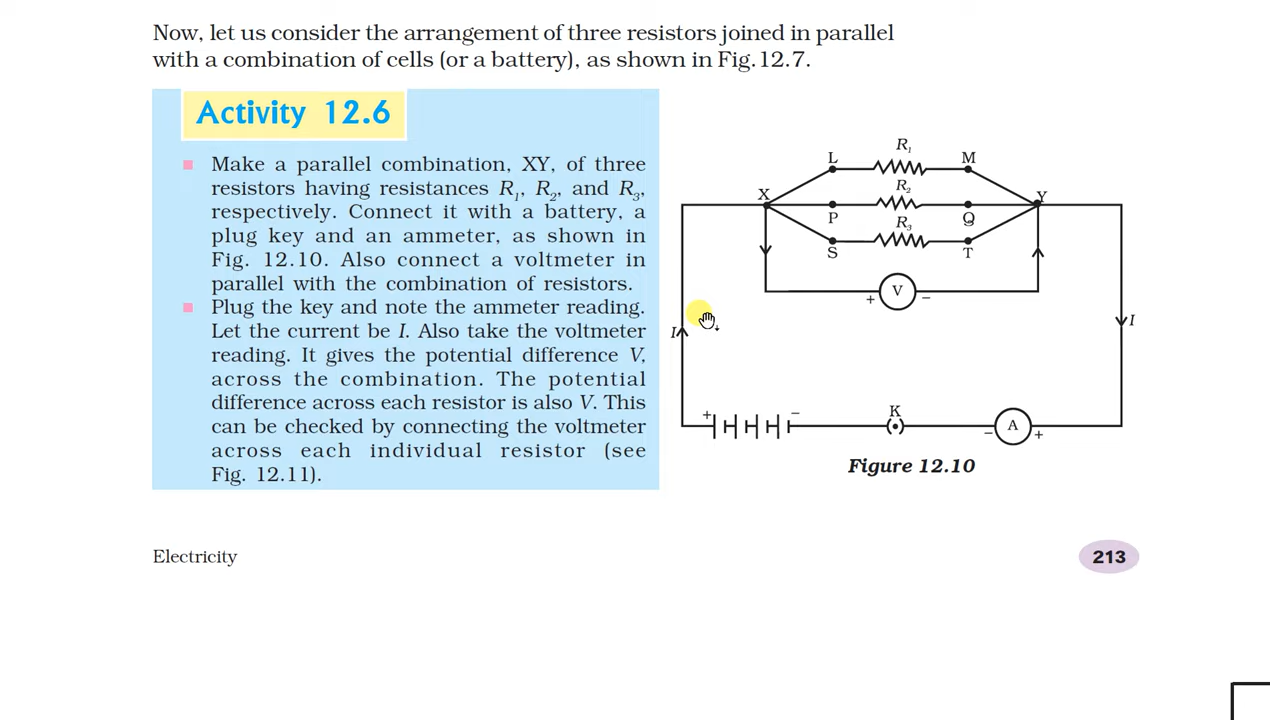 Now, let us consider the arrangement of three resistors joined in parallel
with a combination of cells (or a battery), as shown in Fig.12.7.
Activity 12.6
Make a parallel combination, XY, of three
resistors having resistances R1, R2, and R3,
respectively. Connect it with a battery, a
plug key and an ammeter, as shown in
Fig. 12.10. Also connect a voltmeter in
parallel with the combination of resistors.
Plug the key and note the ammeter reading.
Let the current be I. Also take the voltmeter
reading. It gives the potential difference V,
across the combination. The potential
difference across each resistor is also V. This
can be checked by connecting the voltmeter
across each individual resistor (see
Fig. 12.11).
R1
L M
R2
X Y
P Q
R3
S T
V
+ −
I I
+ −
K
A
− +
Figure 12.10
Electricity
213